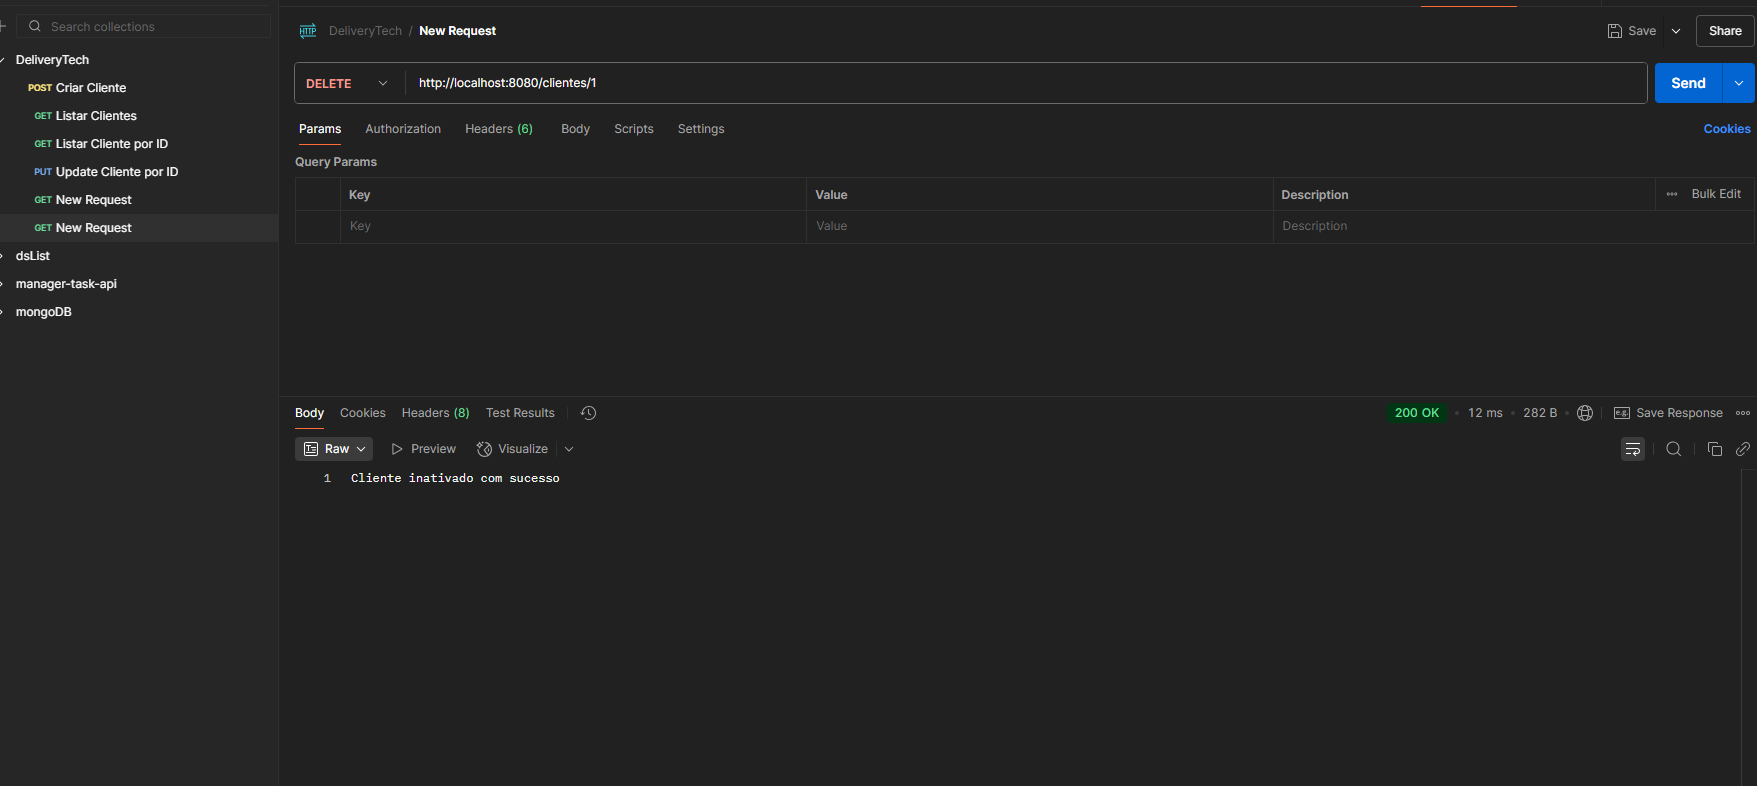 Search collections
DeliveryTech
POST Criar Cliente
GET Listar Clientes
GET Listar Cliente por ID
PUT Update Cliente por ID
GET New Request
GET New Request
dsList
manager-task-api
mongoDB
HTTP DeliveryTech / New Request
Save
Share
DELETE http://localhost:8080/clientes/1
Send
Params Authorization Headers (6) Body Scripts Settings
Cookies
Query Params
Key Value Description ••• Bulk Edit
Key Value Description
Body Cookies Headers (8) Test Results
200 OK • 12 ms • 282 B
e.g. Save Response •••
Raw Preview Visualize
1 Cliente inativado com sucesso